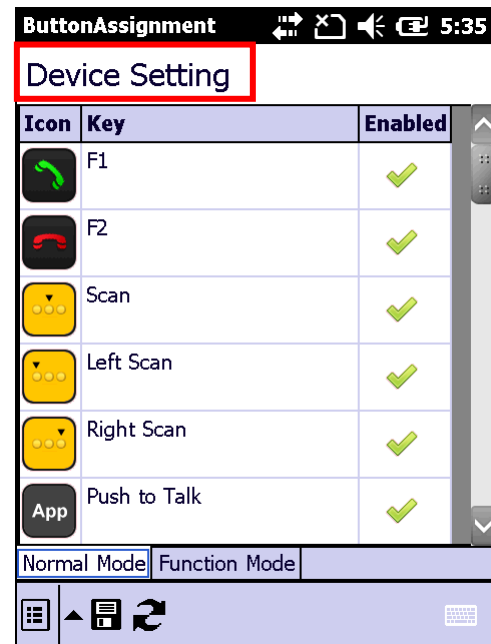 ButtonAssignment 5:35
Device Setting
Icon Key Enabled
F1
F2
Scan
Left Scan
Right Scan
App Push to Talk
Normal Mode Function Mode